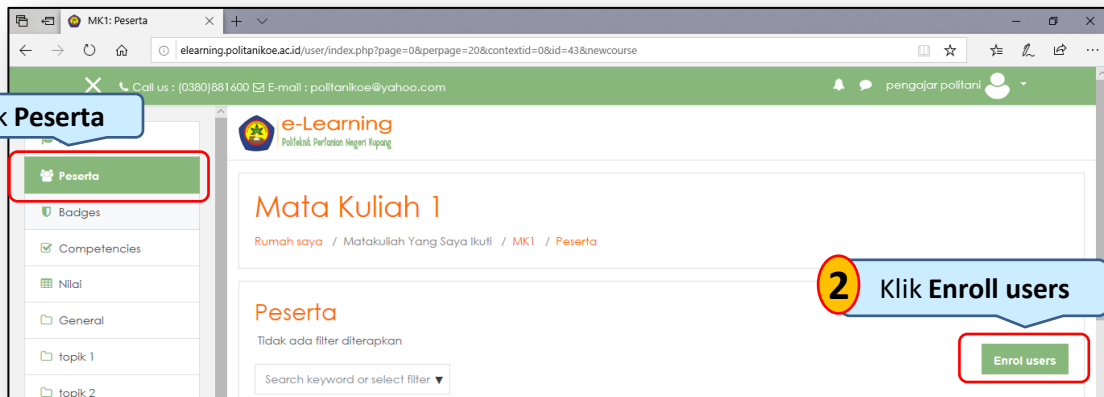 MK1: Peserta
elearning.politanikoe.ac.id/user/index.php?page=0&perpage=20&contextid=0&id=43&newcourse
Call us : (0380)881600 E-mail : politanikoe@yahoo.com
pengajar politani
k Peserta
e-Learning
Politeknik Pertanian Negeri Kupang
Peserta
Badges
Competencies
Nilai
General
topik 1
topik 2
Mata Kuliah 1
Rumah saya / Matakuliah Yang Saya Ikuti / MK1 / Peserta
2 Klik Enroll users
Peserta
Tidak ada filter diterapkan
Enrol users
Search keyword or select filter ▼